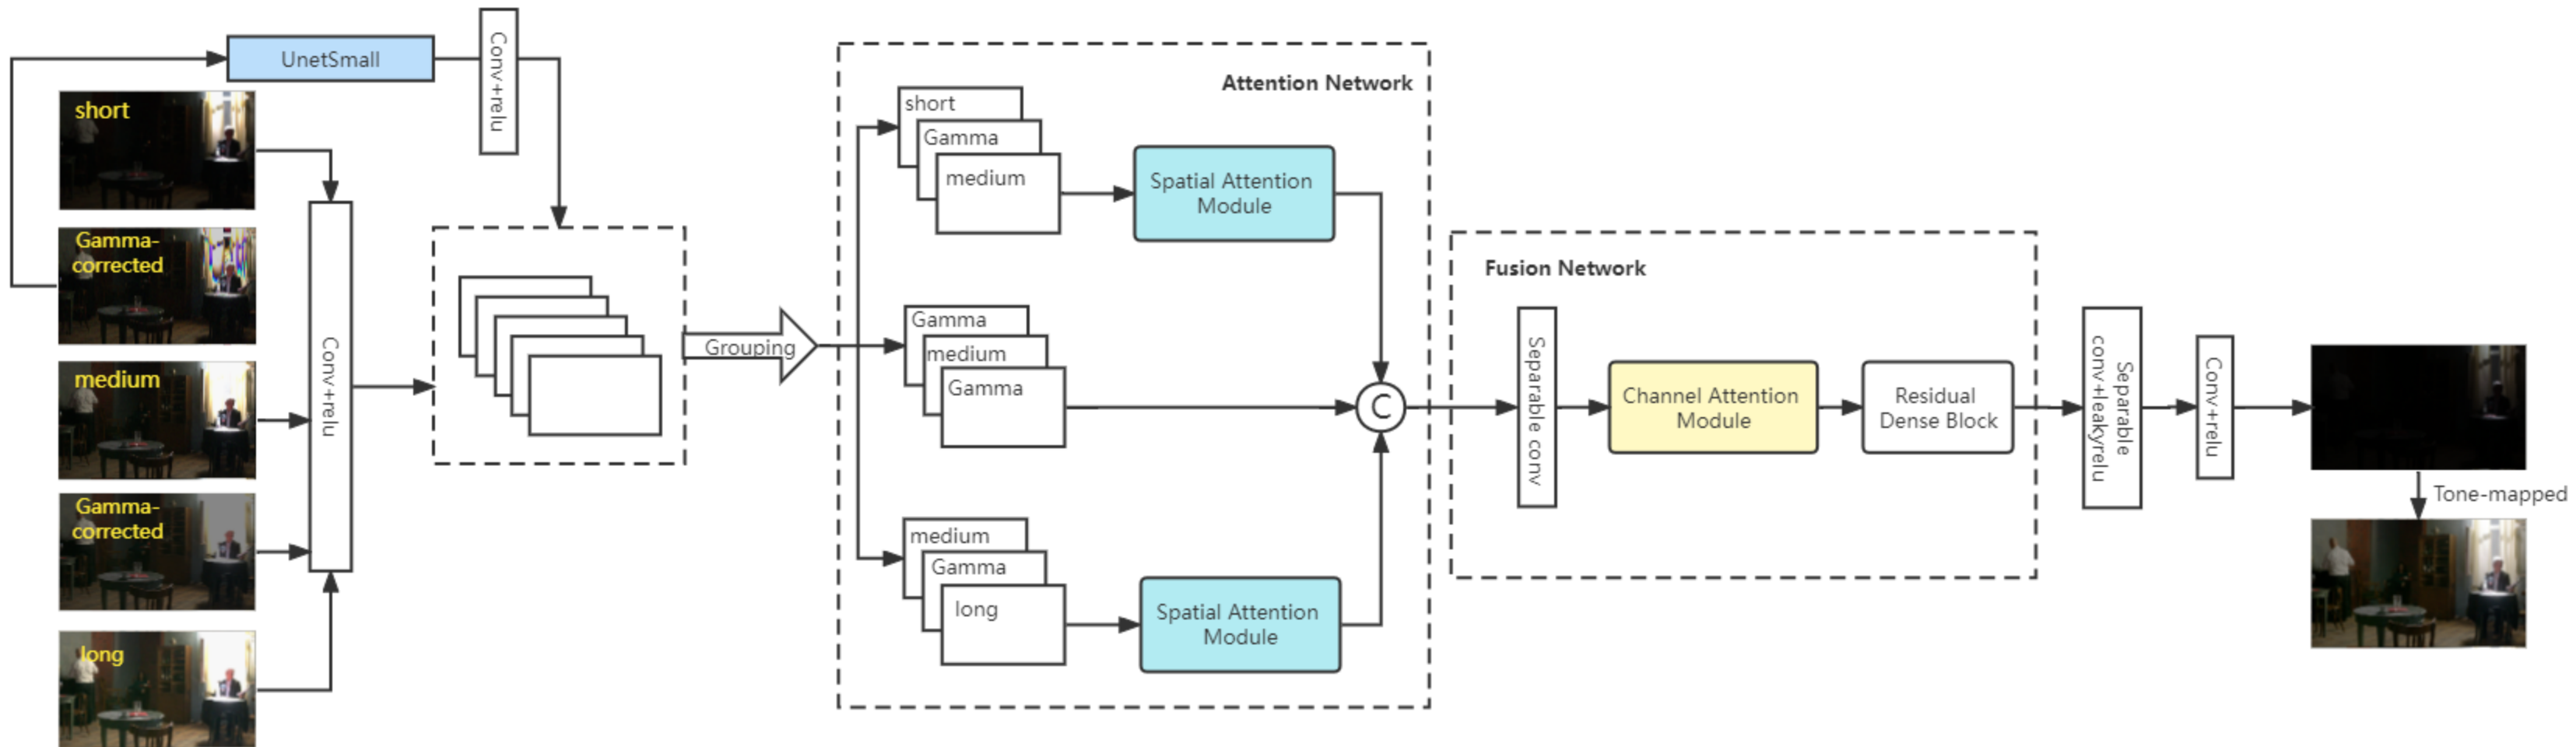 UnetSmall
Conv+relu
short
Gamma-
corrected
medium
Gamma-
corrected
long
Conv+relu
Grouping
Attention Network
short
Gamma
medium
Spatial Attention
Module
Gamma
medium
Gamma
medium
Gamma
long
Spatial Attention
Module
C
Fusion Network
Separable conv
Channel Attention
Module
Residual
Dense Block
Separable
conv+leakyrelu
Conv+relu
Tone-mapped